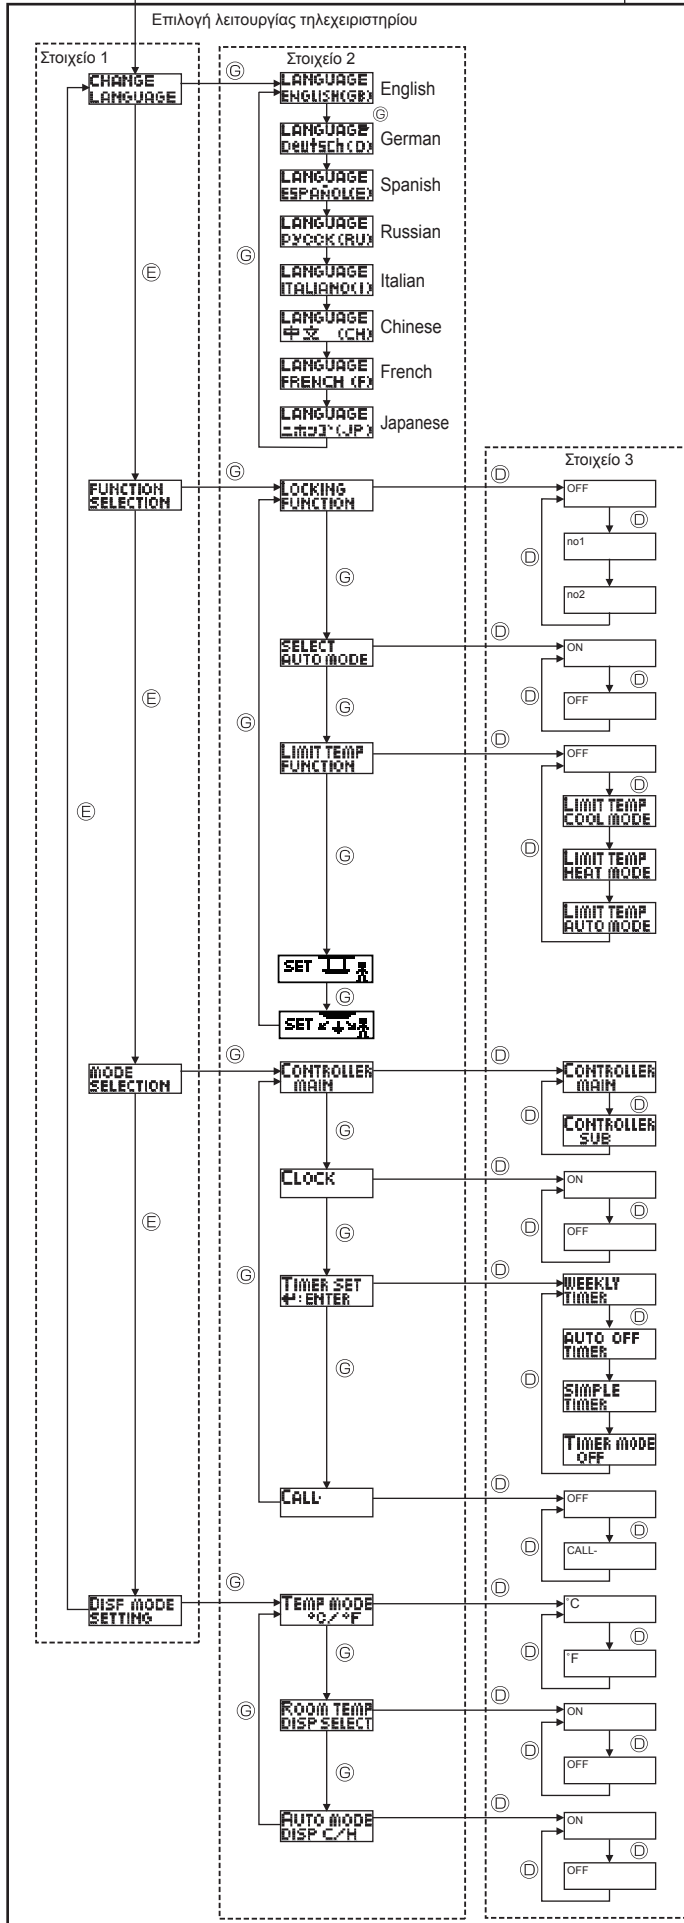 Επιλογή λειτουργίας τηλεχειριστηρίου
Στοιχείο 1
Στοιχείο 2
CHANGE
LANGUAGE
Ⓖ
LANGUAGE
ENGLISH(GB)
English
Ⓖ
LANGUAGE
Deutsch(D)
German
LANGUAGE
ESPAÑOL(E)
Spanish
LANGUAGE
РУССК(RU)
Russian
Ⓖ
Ⓔ
LANGUAGE
ITALIANO(I)
Italian
LANGUAGE
中文 (CH)
Chinese
LANGUAGE
FRENCH (F)
French
LANGUAGE
ニホンゴ(JP)
Japanese
Στοιχείο 3
FUNCTION
SELECTION
Ⓖ
LOCKING
FUNCTION
Ⓓ
OFF
Ⓓ
Ⓓ
no1
Ⓖ
no2
SELECT
AUTO MODE
Ⓓ
ON
Ⓓ
Ⓓ
OFF
Ⓔ
Ⓖ
Ⓖ
LIMIT TEMP
FUNCTION
Ⓓ
OFF
Ⓓ
LIMIT TEMP
COOL MODE
Ⓔ
Ⓖ
Ⓓ
LIMIT TEMP
HEAT MODE
LIMIT TEMP
AUTO MODE
SET
Ⓖ
SET
MODE
SELECTION
Ⓖ
CONTROLLER
MAIN
Ⓓ
CONTROLLER
MAIN
Ⓓ
Ⓓ
CONTROLLER
SUB
Ⓖ
CLOCK
Ⓓ
ON
Ⓓ
Ⓓ
OFF
Ⓔ
Ⓖ
Ⓖ
TIMER SET
↵:ENTER
Ⓓ
WEEKLY
TIMER
Ⓓ
AUTO OFF
TIMER
Ⓖ
Ⓓ
SIMPLE
TIMER
TIMER MODE
OFF
CALL-
Ⓓ
OFF
Ⓓ
Ⓓ
CALL-
DISP MODE
SETTING
Ⓖ
TEMP MODE
°C/°F
Ⓓ
°C
Ⓓ
Ⓓ
°F
Ⓖ
Ⓖ
ROOM TEMP
DISP SELECT
Ⓓ
ON
Ⓓ
Ⓓ
OFF
Ⓖ
AUTO MODE
DISP C/H
Ⓓ
ON
Ⓓ
Ⓓ
OFF